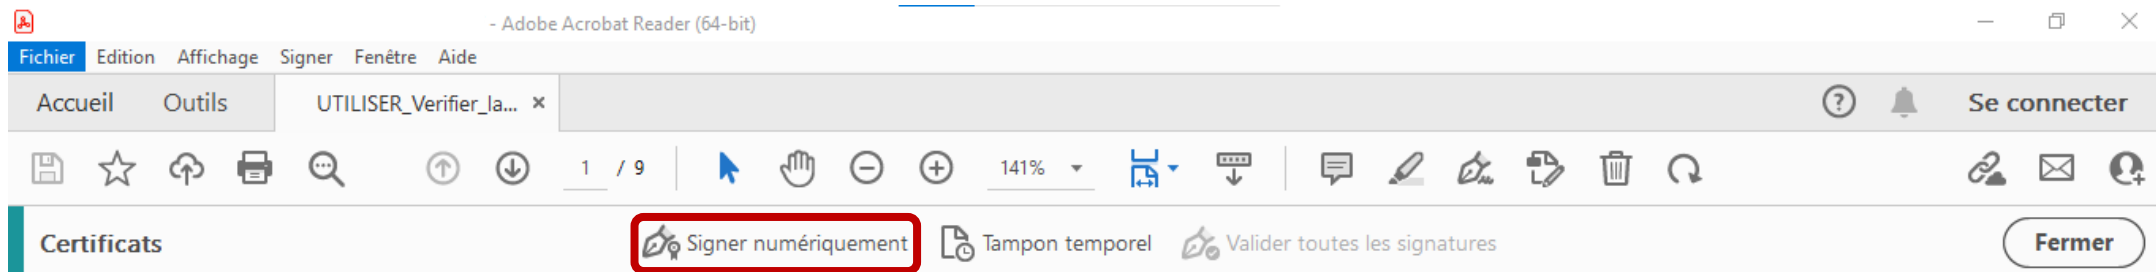 - Adobe Acrobat Reader (64-bit)
Fichier Edition Affichage Signer Fenêtre Aide
Accueil Outils UTILISER_Verifier_la... × ? Se connecter
1 / 9 141%
Certificats Signer numériquement Tampon temporel Valider toutes les signatures Fermer